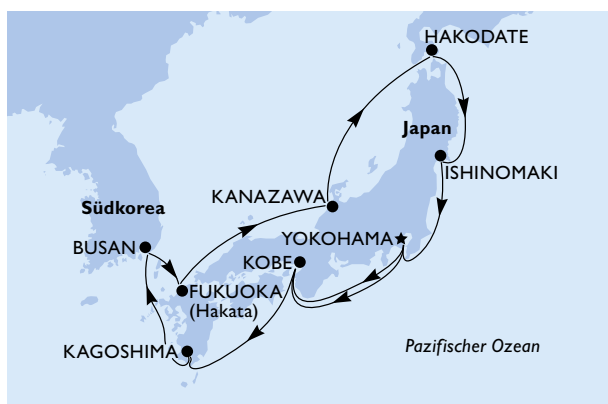 HAKODATE
Japan
ISHINOMAKI
KANAZAWA
Südkorea
YOKOHAMA
BUSAN
KOBE
FUKUOKA
(Hakata)
KAGOSHIMA
Pazifischer Ozean